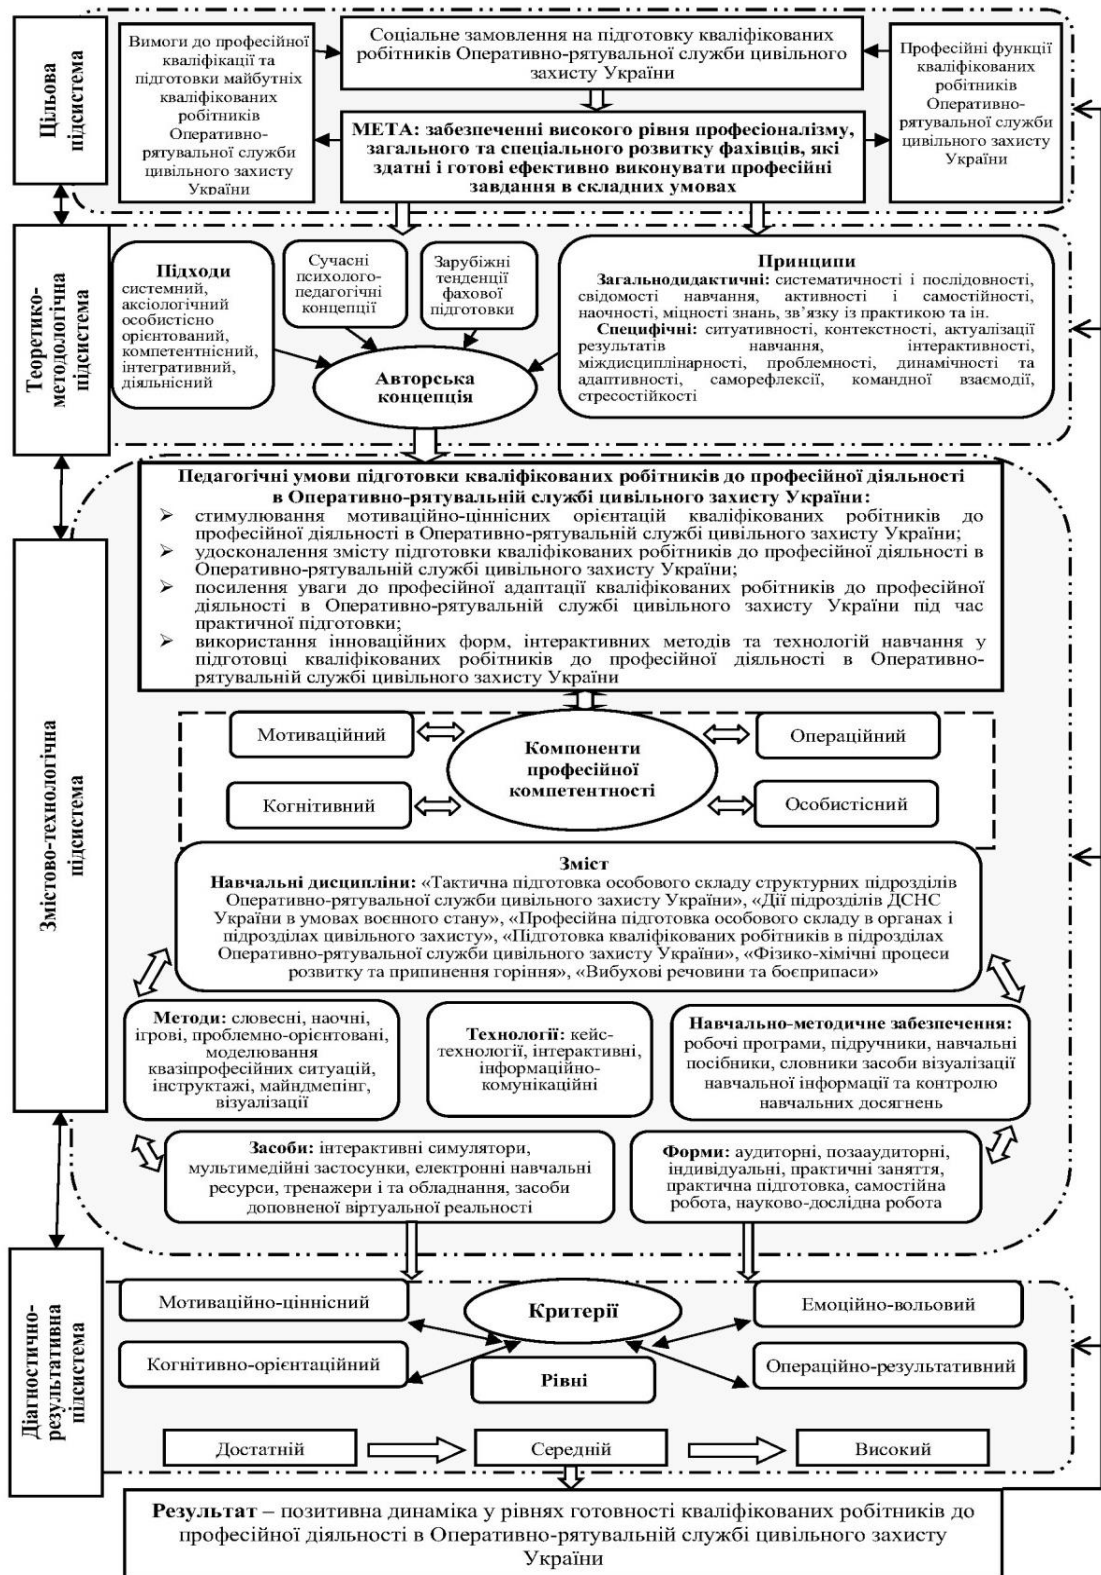 Цільова
підсистема
Вимоги до професійної
кваліфікації та
підготовки майбутніх
кваліфікованих
робітників
Оперативно-
рятувальної служби
цивільного захисту
України
Соціальне замовлення на підготовку кваліфікованих
робітників Оперативно-рятувальної служби цивільного
захисту України
Професійні функції
кваліфікованих
робітників
Оперативно-
рятувальної служби
цивільного захисту
України
МЕТА: забезпеченні високого рівня професіоналізму,
загального та спеціального розвитку фахівців, які
здатні і готові ефективно виконувати професійні
завдання в складних умовах
Теоретико-
методологічна
підсистема
Підходи
системний,
аксіологічний
особистісно
орієнтований,
компетентнісний,
інтегративний,
діяльнісний
Сучасні
психолого-
педагогічні
концепції
Зарубіжні
тенденції
фахової
підготовки
Принципи
Загальнодидактичні: систематичності і послідовності,
свідомості навчання, активності і самостійності,
наочності, міцності знань, зв’язку із практикою та ін.
Специфічні: ситуативності, контекстності, актуалізації
результатів навчання, інтерактивності,
міждисциплінарності, проблемності, динамічності та
адаптивності, саморефлексії, командної взаємодії,
стресостійкості
Авторська
концепція
Змістово-технологічна
підсистема
Педагогічні умови підготовки кваліфікованих робітників до професійної діяльності
в Оперативно-рятувальній службі цивільного захисту України:
➢ стимулювання мотиваційно-ціннісних орієнтацій кваліфікованих робітників до
професійної діяльності в Оперативно-рятувальній службі цивільного захисту України;
➢ удосконалення змісту підготовки кваліфікованих робітників до професійної діяльності в
Оперативно-рятувальній службі цивільного захисту України;
➢ посилення уваги до професійної адаптації кваліфікованих робітників до професійної
діяльності в Оперативно-рятувальній службі цивільного захисту України під час
практичної підготовки;
➢ використання інноваційних форм, інтерактивних методів та технологій навчання у
підготовці кваліфікованих робітників до професійної діяльності в Оперативно-
рятувальній службі цивільного захисту України
Мотиваційний
Когнітивний
Компоненти
професійної
компетентності
Операційний
Особистісний
Зміст
Навчальні дисципліни: «Тактична підготовка особового складу структурних підрозділів
Оперативно-рятувальної служби цивільного захисту України», «Дії підрозділів ДСНС
України в умовах воєнного стану», «Професійна підготовка особового складу в органах і
підрозділах цивільного захисту», «Підготовка кваліфікованих робітників в підрозділах
Оперативно-рятувальної служби цивільного захисту України», «Фізико-хімічні процеси
розвитку та припинення горіння», «Вибухові речовини та боєприпаси»
Методи: словесні, наочні,
ігрові, проблемно-орієнтовані,
моделювання
квазіпрофесійних ситуацій,
інструктажі, майндмепінг,
візуалізації
Технології: кейс-
технології, інтерактивні,
інформаційно-
комунікаційні
Навчально-методичне забезпечення:
робочі програми, підручники, навчальні
посібники, словники засоби візуалізації
навчальної інформації та контролю
навчальних досягнень
Засоби: інтерактивні симулятори,
мультимедійні застосунки, електронні навчальні
ресурси, тренажери і та обладнання, засоби
доповненої віртуальної реальності
Форми: аудиторні, позааудиторні,
індивідуальні, практичні заняття,
практична підготовка, самостійна
робота, науково-дослідна робота
Діагностично-
результативна
підсистема
Мотиваційно-ціннісний
Когнітивно-орієнтаційний
Критерії
Емоційно-вольовий
Операційно-результативний
Рівні
Достатній
Середній
Високий
Результат – позитивна динаміка у рівнях готовності кваліфікованих робітників до
професійної діяльності в Оперативно-рятувальній службі цивільного захисту
України